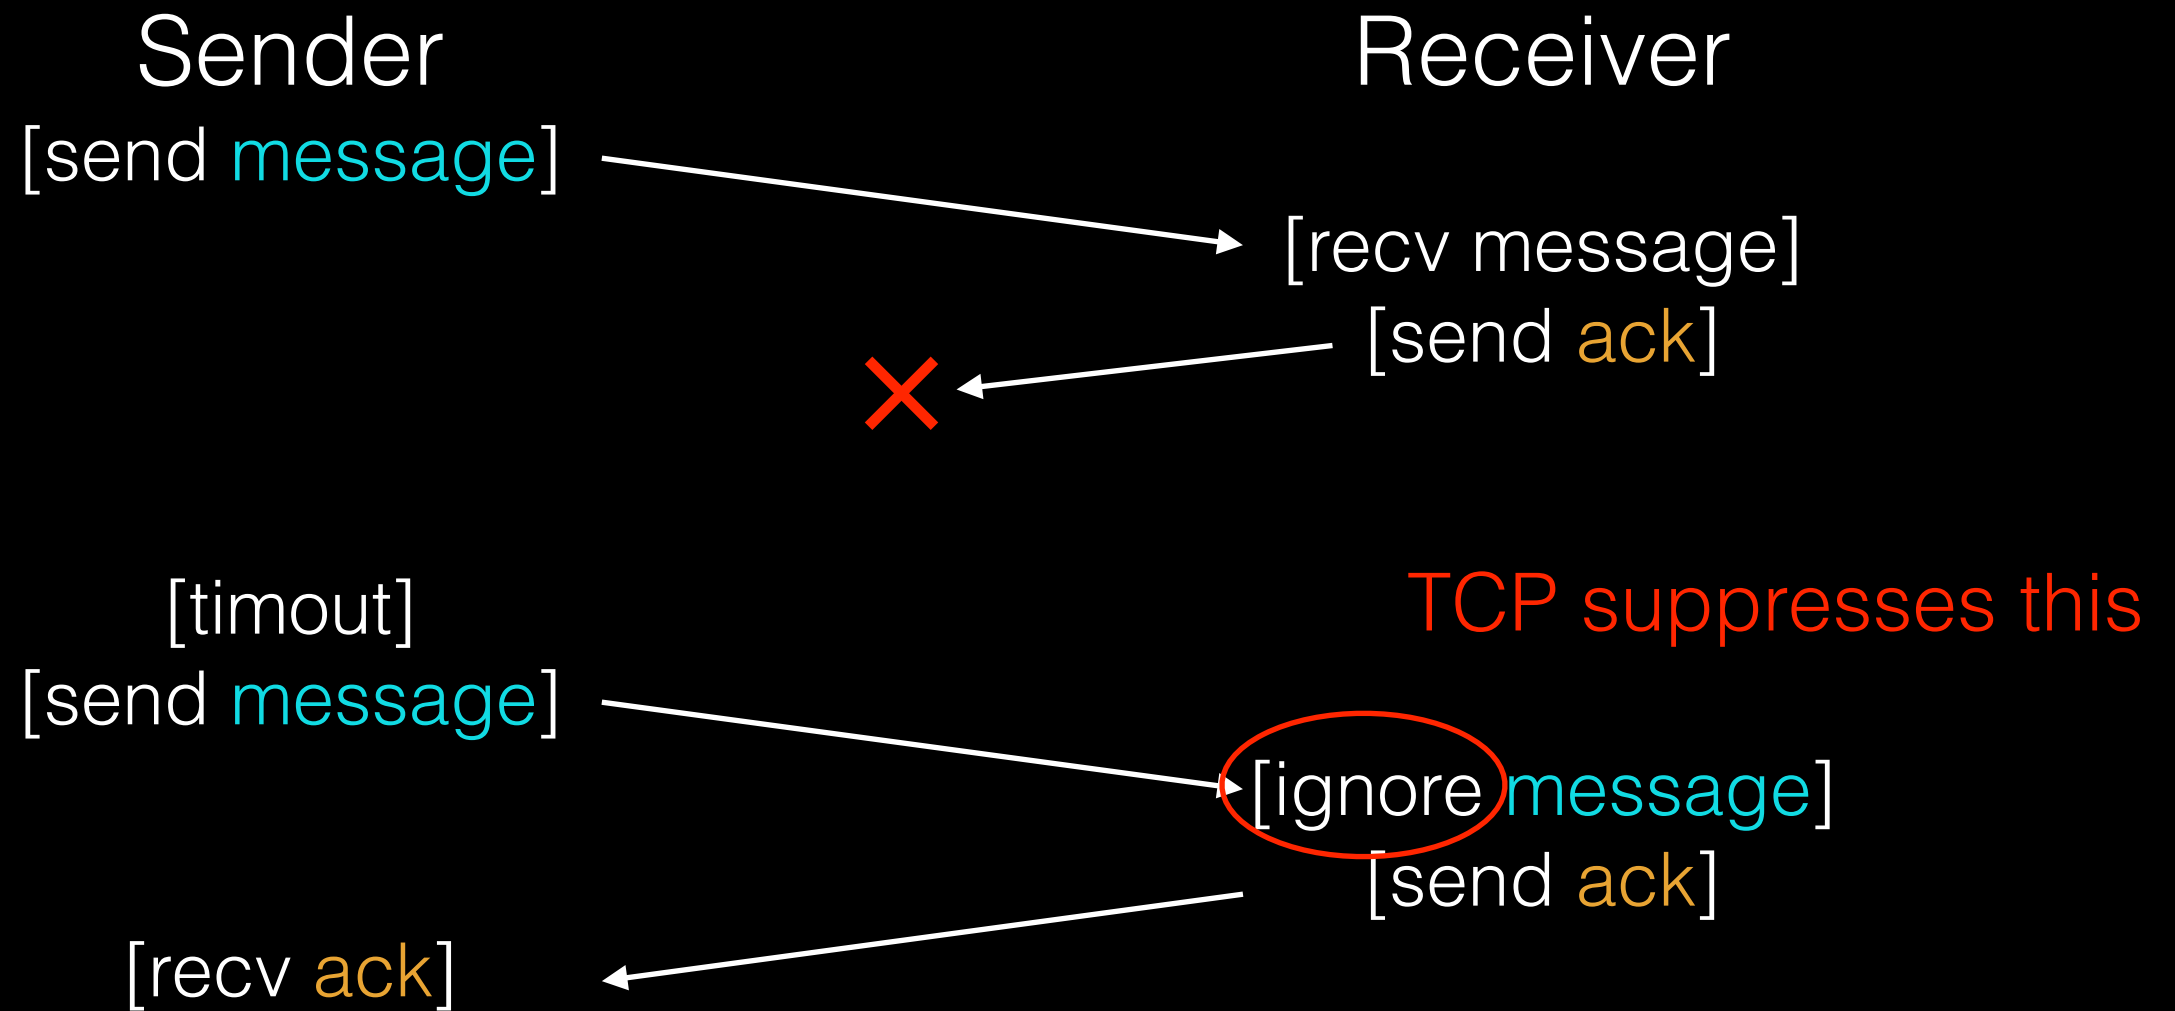 Sender
Receiver
[send message]
[recv message]
[send ack]
[timout]
TCP suppresses this
[send message]
[ignore message]
[send ack]
[recv ack]